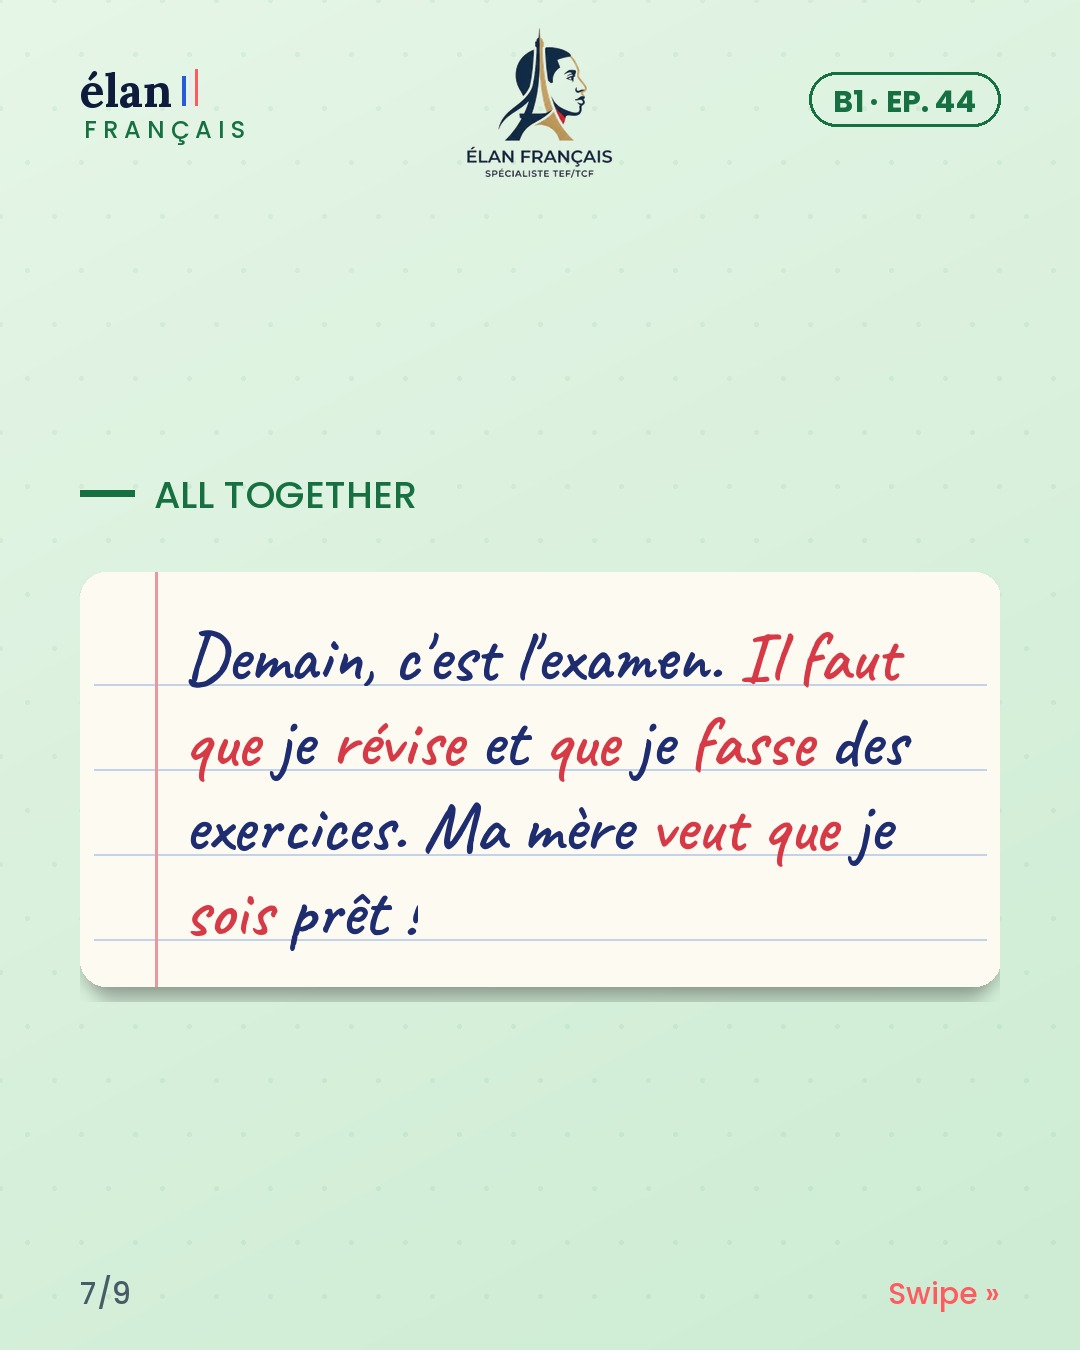 élan
FRANÇAIS
ÉLAN FRANÇAIS
SPÉCIALISTE TEF/TCF
B1 · EP. 44
ALL TOGETHER
Demain, c'est l'examen. Il faut
que je révise et que je fasse des
exercices. Ma mère veut que je
sois prêt !
7/9
Swipe »